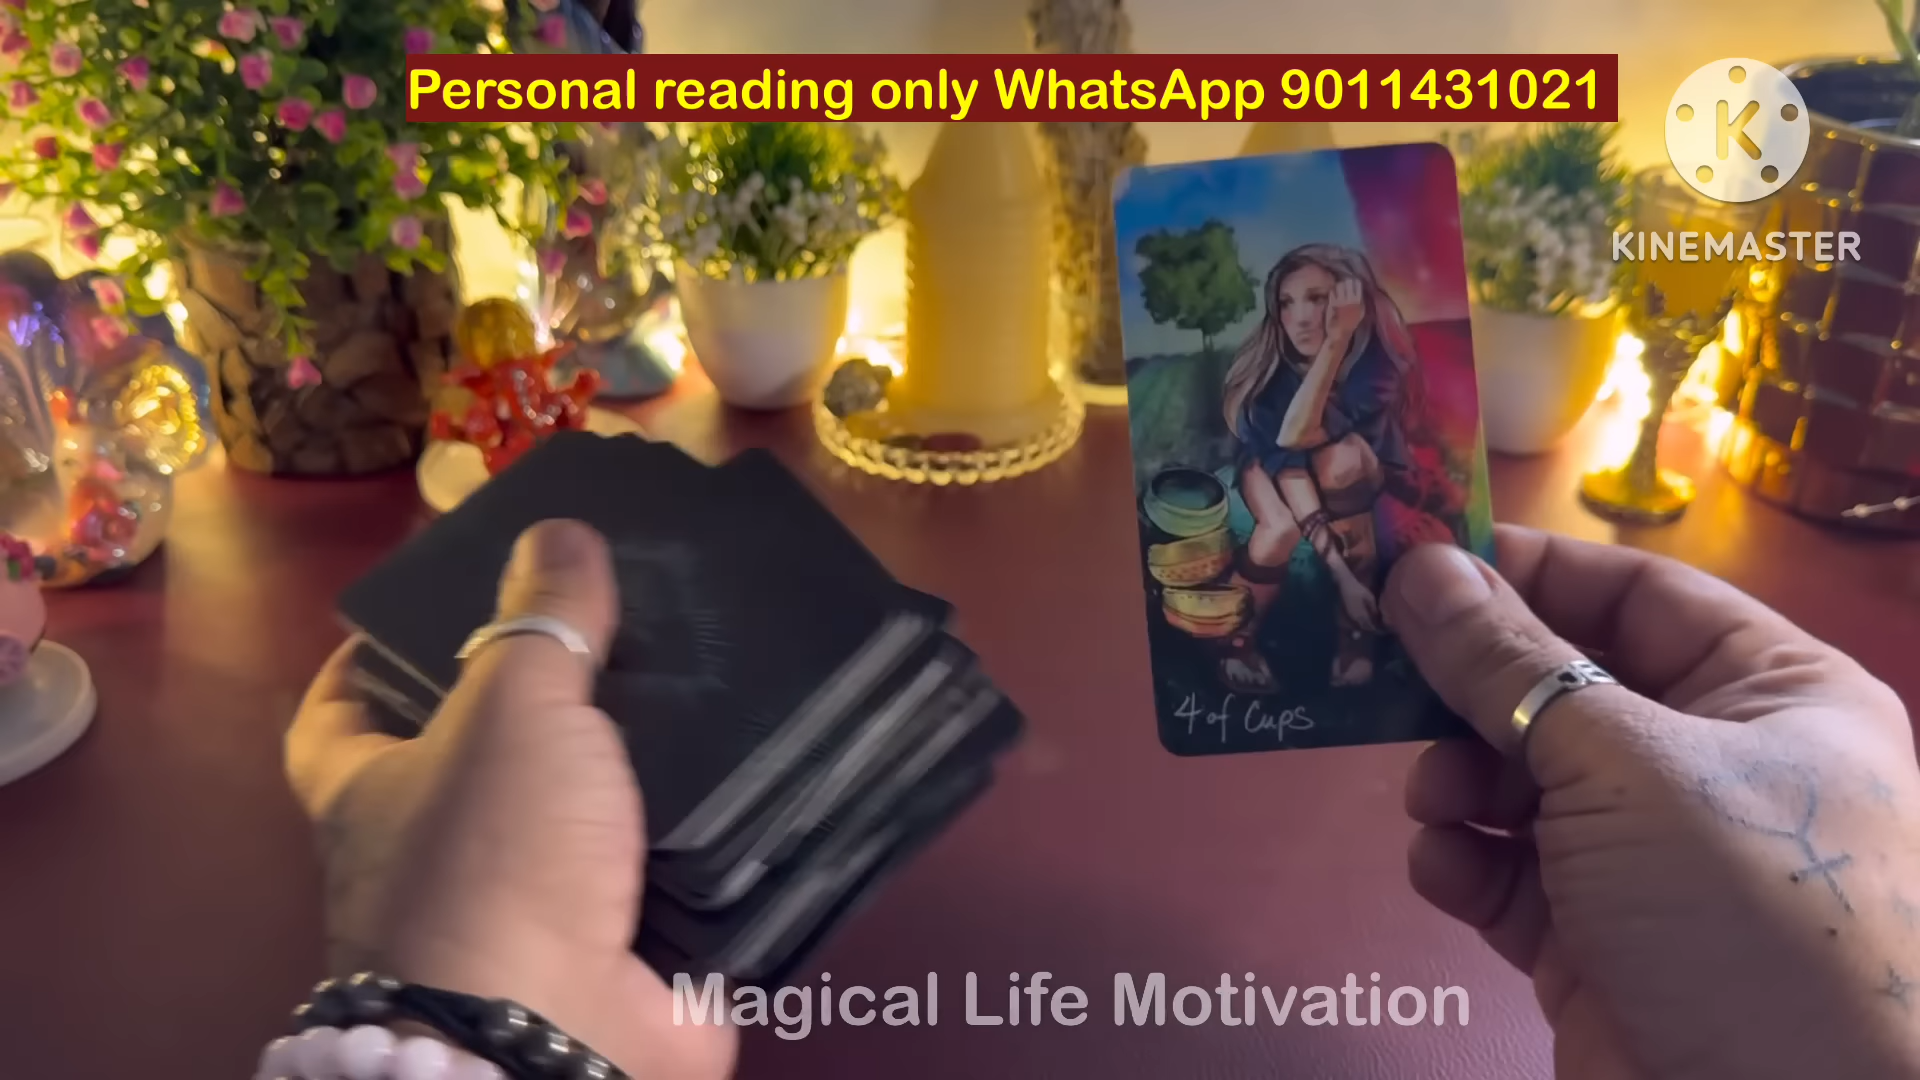 Personal reading only WhatsApp 9011431021
K
KINEMASTER
4 of Cups
Magical Life Motivation